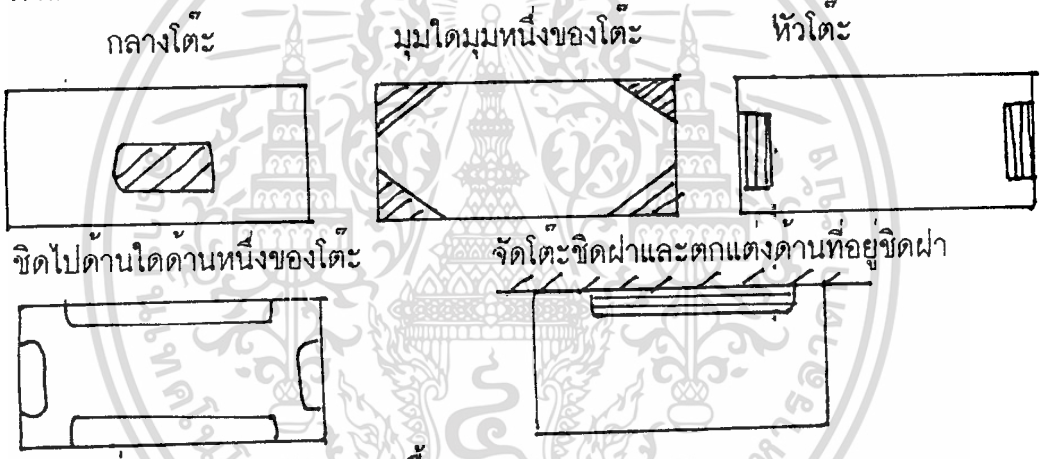 กลางโต๊ะ
มุมใดมุมหนึ่งของโต๊ะ
หัวโต๊ะ
ชิดไปด้านใดด้านหนึ่งของโต๊ะ
จัดโต๊ะชิดฝาและตกแต่งด้านที่อยู่ชิดฝา